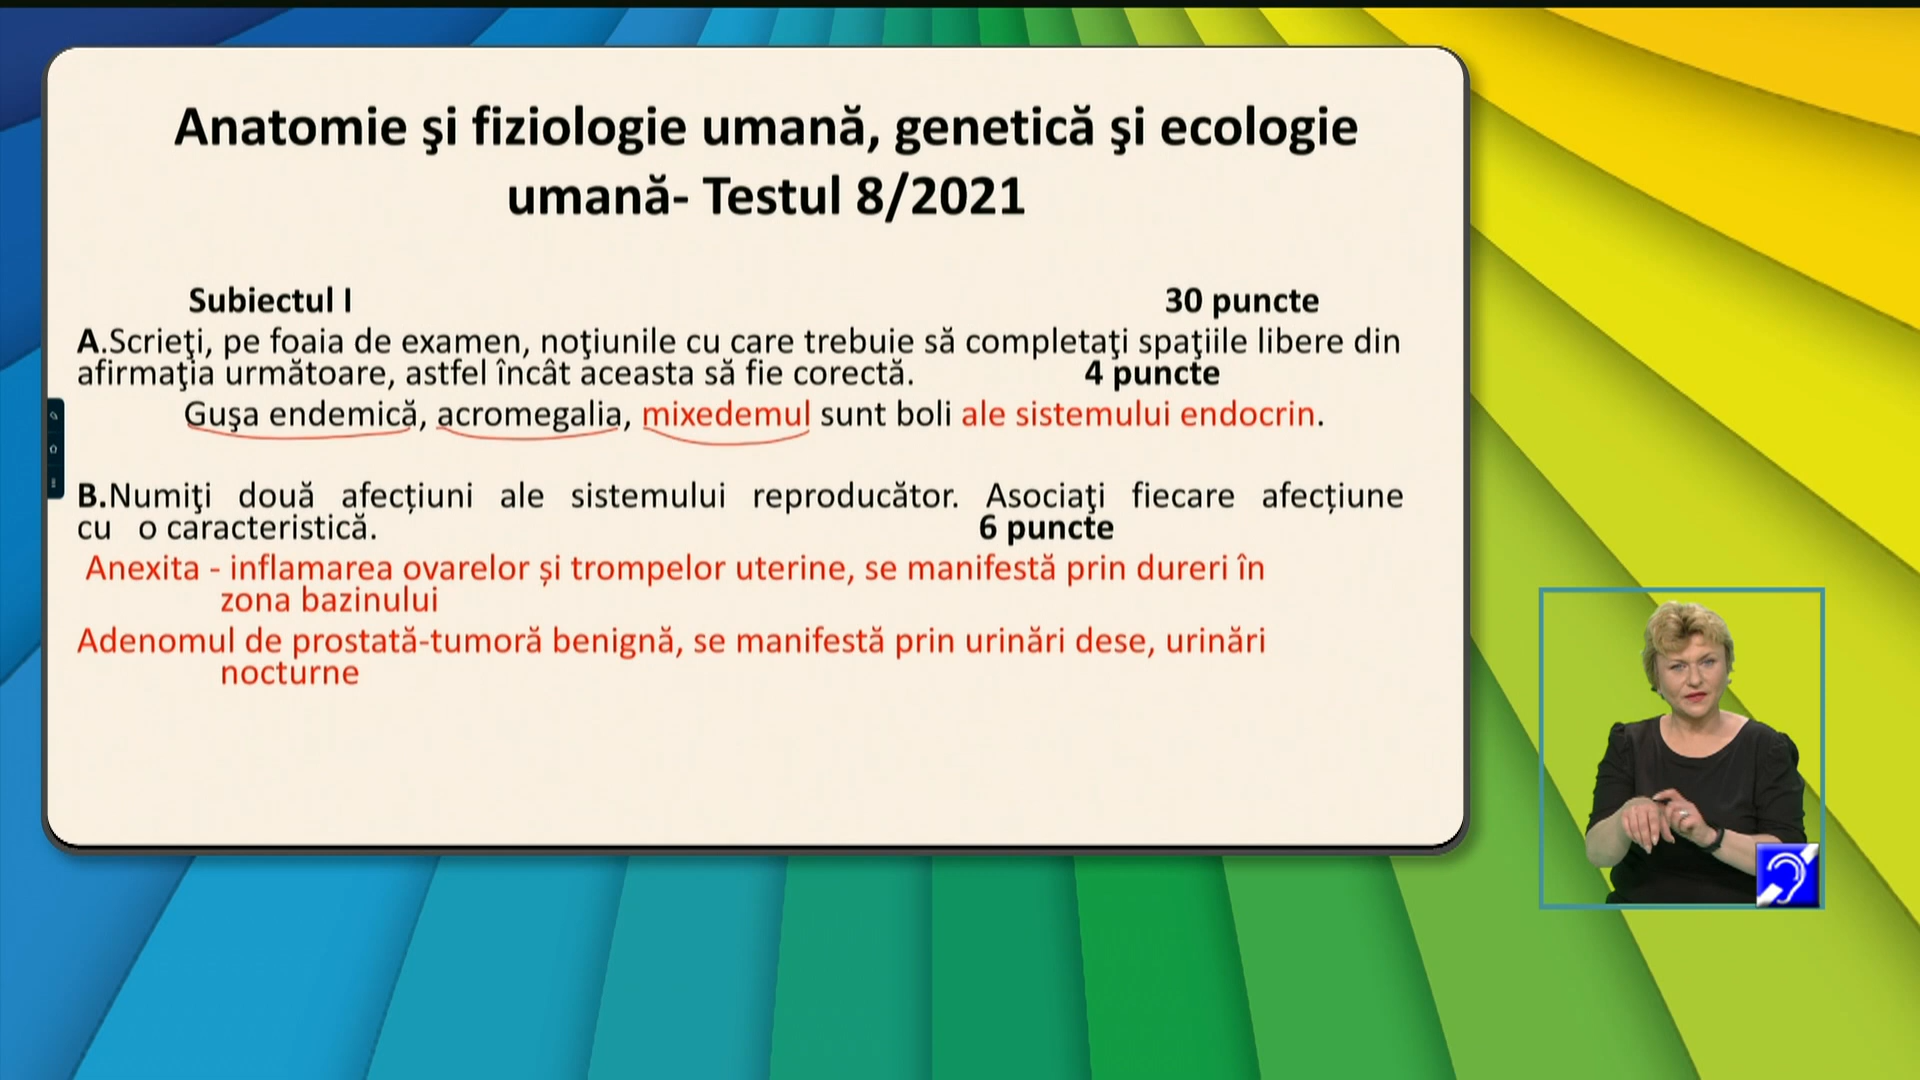 Anatomie şi fiziologie umană, genetică şi ecologie
umană- Testul 8/2021
Subiectul I 30 puncte
A.Scrieţi, pe foaia de examen, noţiunile cu care trebuie să completaţi spaţiile libere din
afirmaţia următoare, astfel încât aceasta să fie corectă. 4 puncte
Guşa endemică, acromegalia, mixedemul sunt boli ale sistemului endocrin.
B.Numiţi două afecțiuni ale sistemului reproducător. Asociaţi fiecare afecțiune
cu o caracteristică. 6 puncte
Anexita - inflamarea ovarelor și trompelor uterine, se manifestă prin dureri în
zona bazinului
Adenomul de prostată-tumoră benignă, se manifestă prin urinări dese, urinări
nocturne